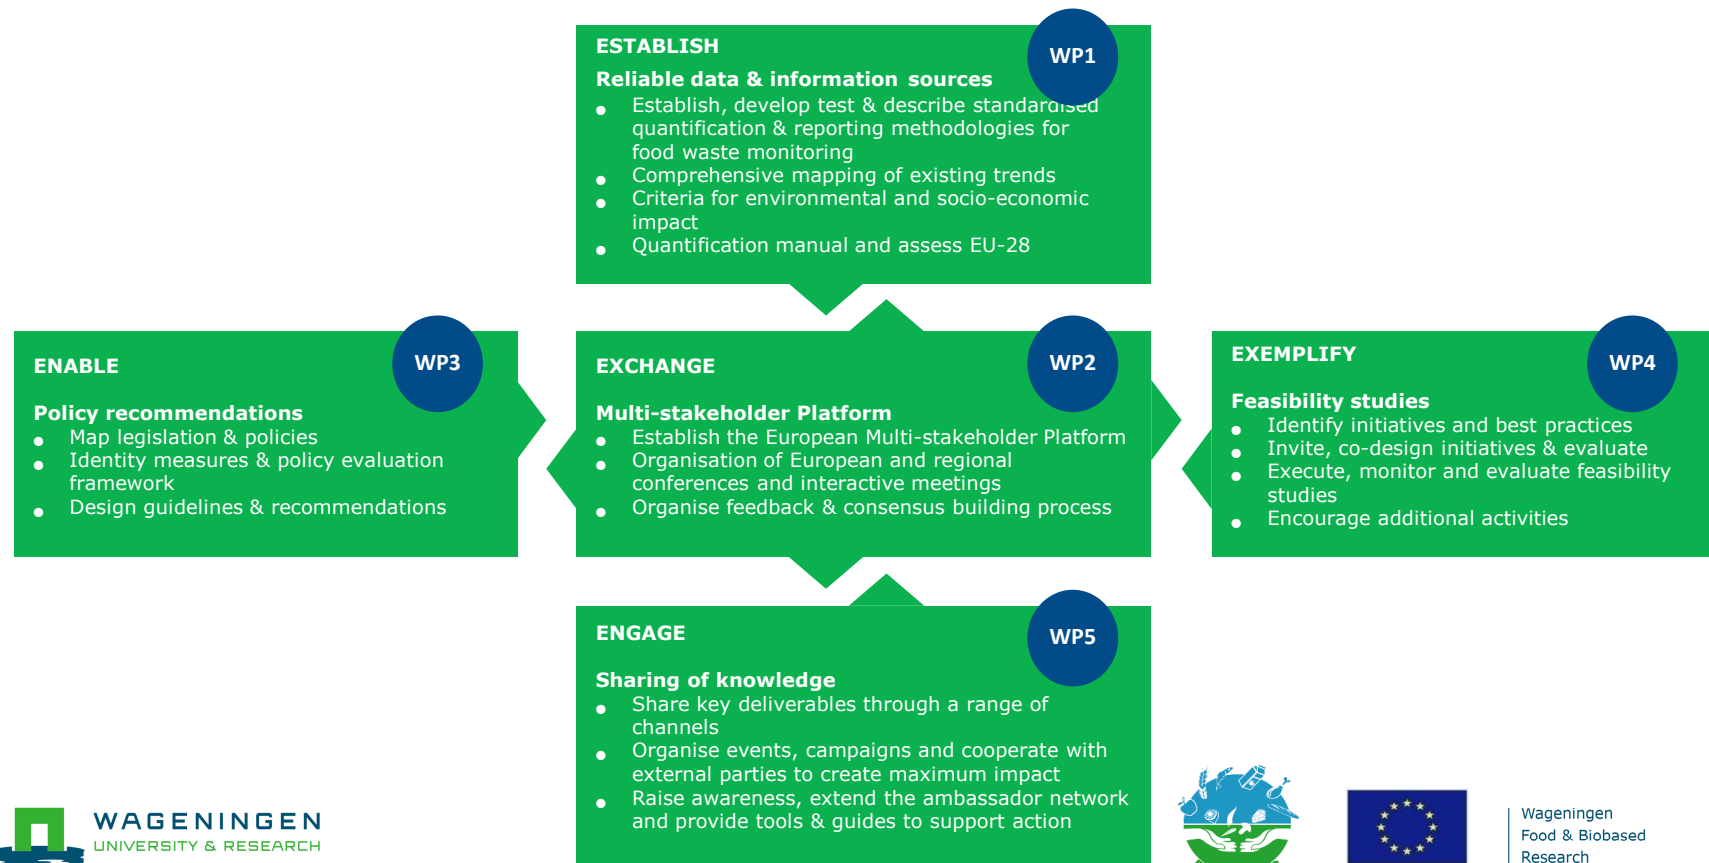 ESTABLISH
WP1
Reliable data & information sources
Establish, develop test & describe standardised
quantification & reporting methodologies for
food waste monitoring
Comprehensive mapping of existing trends
Criteria for environmental and socio-economic
impact
Quantification manual and assess EU-28
ENABLE
WP3
Policy recommendations
Map legislation & policies
Identity measures & policy evaluation
framework
Design guidelines & recommendations
EXCHANGE
WP2
Multi-stakeholder Platform
Establish the European Multi-stakeholder Platform
Organisation of European and regional
conferences and interactive meetings
Organise feedback & consensus building process
EXEMPLIFY
WP4
Feasibility studies
Identify initiatives and best practices
Invite, co-design initiatives & evaluate
Execute, monitor and evaluate feasibility
studies
Encourage additional activities
ENGAGE
WP5
Sharing of knowledge
Share key deliverables through a range of
channels
Organise events, campaigns and cooperate with
external parties to create maximum impact
Raise awareness, extend the ambassador network
and provide tools & guides to support action
WAGENINGEN
UNIVERSITY & RESEARCH
Wageningen
Food & Biobased
Research